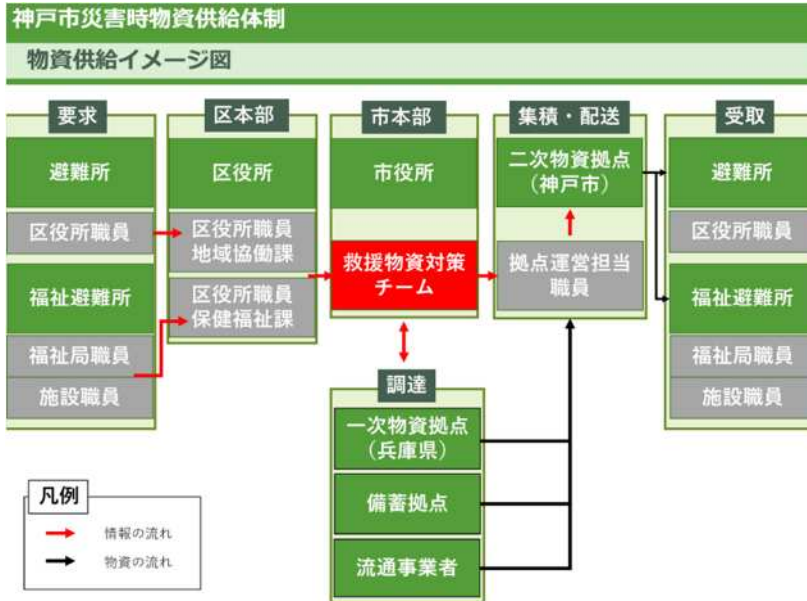 神戸市災害時物資供給体制
物資供給イメージ図
要求
避難所
区役所職員
福祉避難所
福祉局職員
施設職員
区本部
区役所
区役所職員
地域協働課
区役所職員
保健福祉課
市本部
市役所
救援物資対策
チーム
集積・配送
二次物資拠点
（神戸市）
拠点運営担当
職員
受取
避難所
区役所職員
福祉避難所
福祉局職員
施設職員
調達
一次物資拠点
（兵庫県）
備蓄拠点
流通事業者
凡例
情報の流れ
物資の流れ